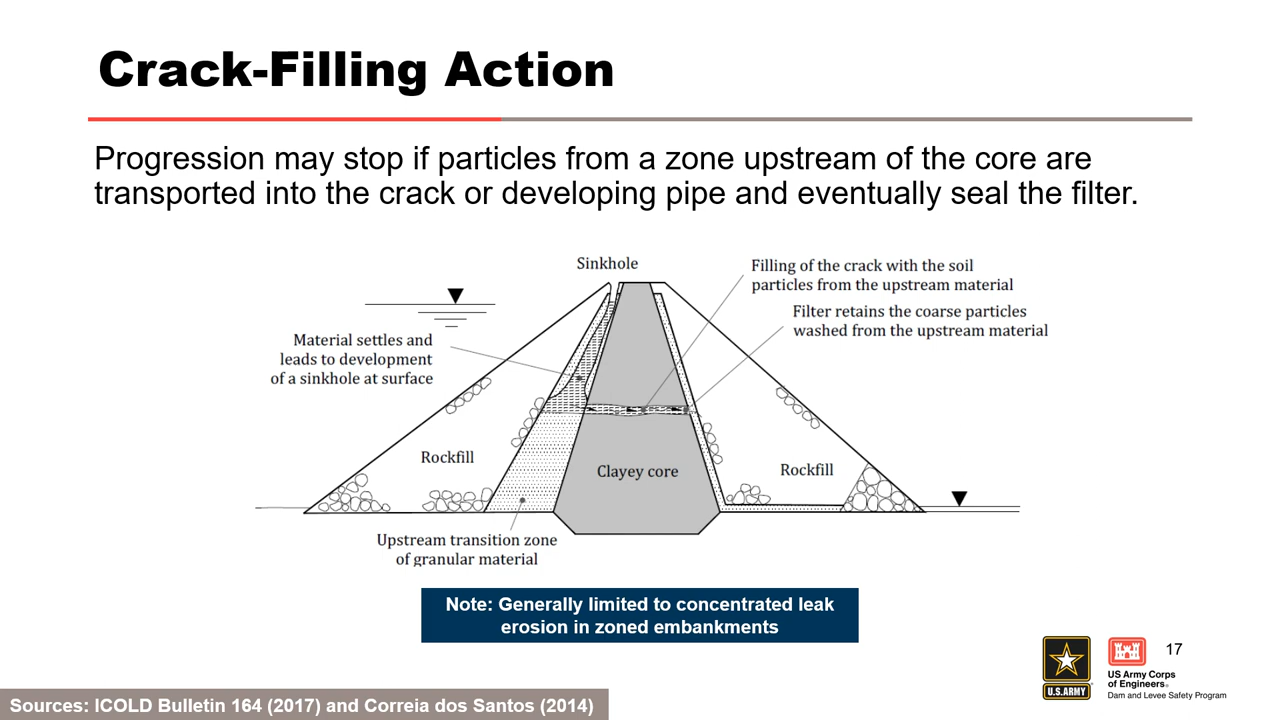 Crack-Filling Action
Progression may stop if particles from a zone upstream of the core are
transported into the crack or developing pipe and eventually seal the filter.
Sinkhole
Filling of the crack with the soil
particles from the upstream material
Filter retains the coarse particles
washed from the upstream material
Material settles and
leads to development
of a sinkhole at surface
Rockfill
Clayey core
Rockfill
Upstream transition zone
of granular material
Note: Generally limited to concentrated leak
erosion in zoned embankments
17
U.S.ARMY
US Army Corps
of Engineers®
Dam and Levee Safety Program
Sources: ICOLD Bulletin 164 (2017) and Correia dos Santos (2014)